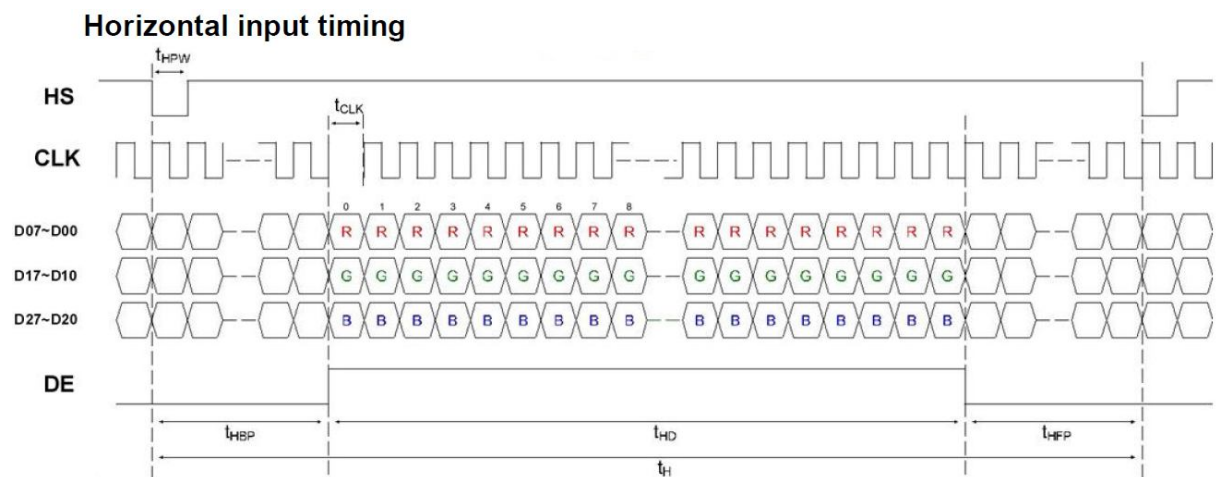 Horizontal input timing
tHPW
HS
tCLK
CLK
0 1 2 3 4 5 6 7 8
D07~D00 R R R R R R R R R R R R R R R R R
D17~D10 G G G G G G G G G G G G G G G G G
D27~D20 B B B B B B B B B B B B B B B B B
DE
tHBP tHD tHFP
tH